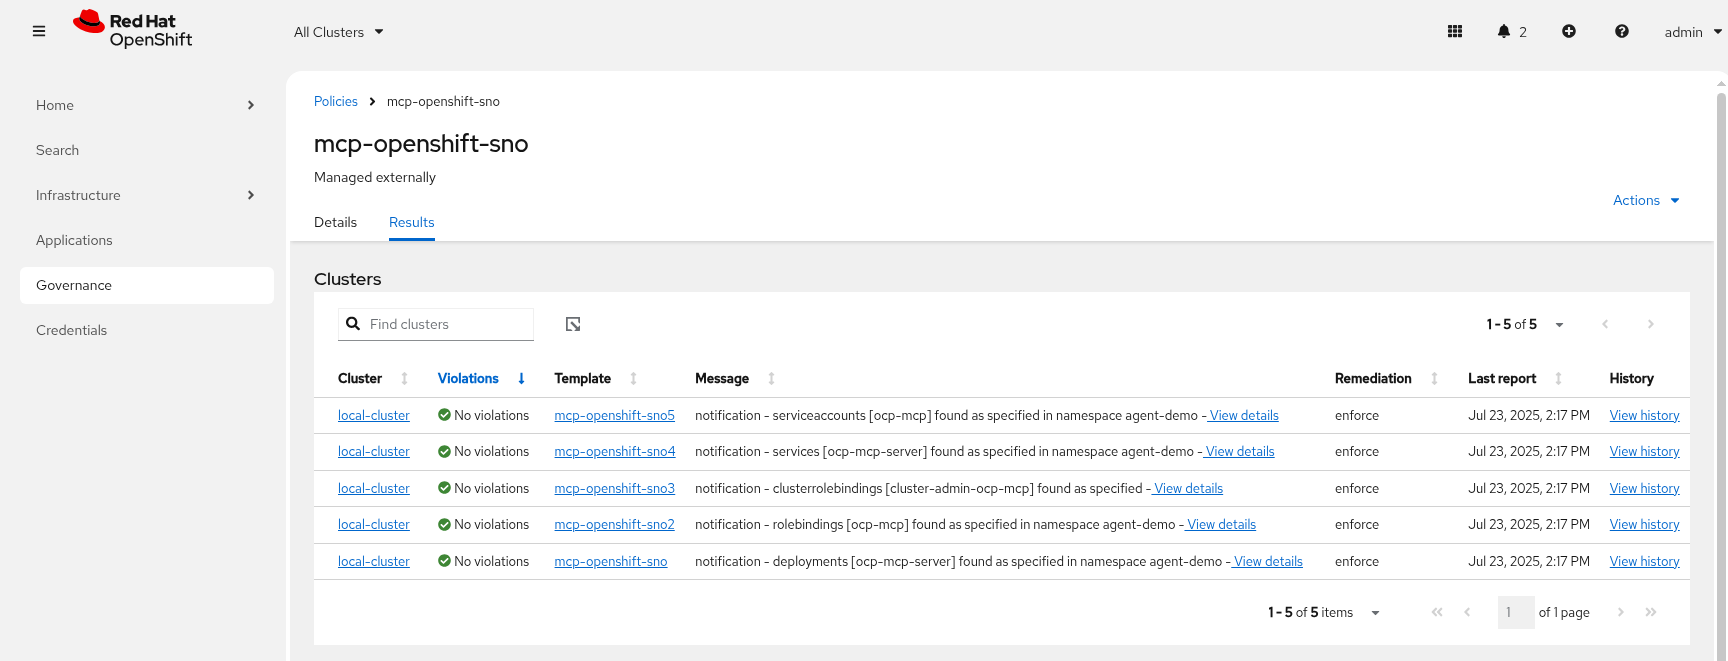 Red Hat
OpenShift
All Clusters
2
admin
Home
Search
Infrastructure
Applications
Governance
Credentials
Policies mcp-openshift-sno
mcp-openshift-sno
Managed externally
Actions
Details Results
Clusters
Find clusters
1 - 5 of 5
Cluster Violations Template Message Remediation Last report History
local-cluster No violations mcp-openshift-sno5 notification - serviceaccounts [ocp-mcp] found as specified in namespace agent-demo - View details enforce Jul 23, 2025, 2:17 PM View history
local-cluster No violations mcp-openshift-sno4 notification - services [ocp-mcp-server] found as specified in namespace agent-demo - View details enforce Jul 23, 2025, 2:17 PM View history
local-cluster No violations mcp-openshift-sno3 notification - clusterrolebindings [cluster-admin-ocp-mcp] found as specified - View details enforce Jul 23, 2025, 2:17 PM View history
local-cluster No violations mcp-openshift-sno2 notification - rolebindings [ocp-mcp] found as specified in namespace agent-demo - View details enforce Jul 23, 2025, 2:17 PM View history
local-cluster No violations mcp-openshift-sno notification - deployments [ocp-mcp-server] found as specified in namespace agent-demo - View details enforce Jul 23, 2025, 2:17 PM View history
1 - 5 of 5 items 1 of 1 page